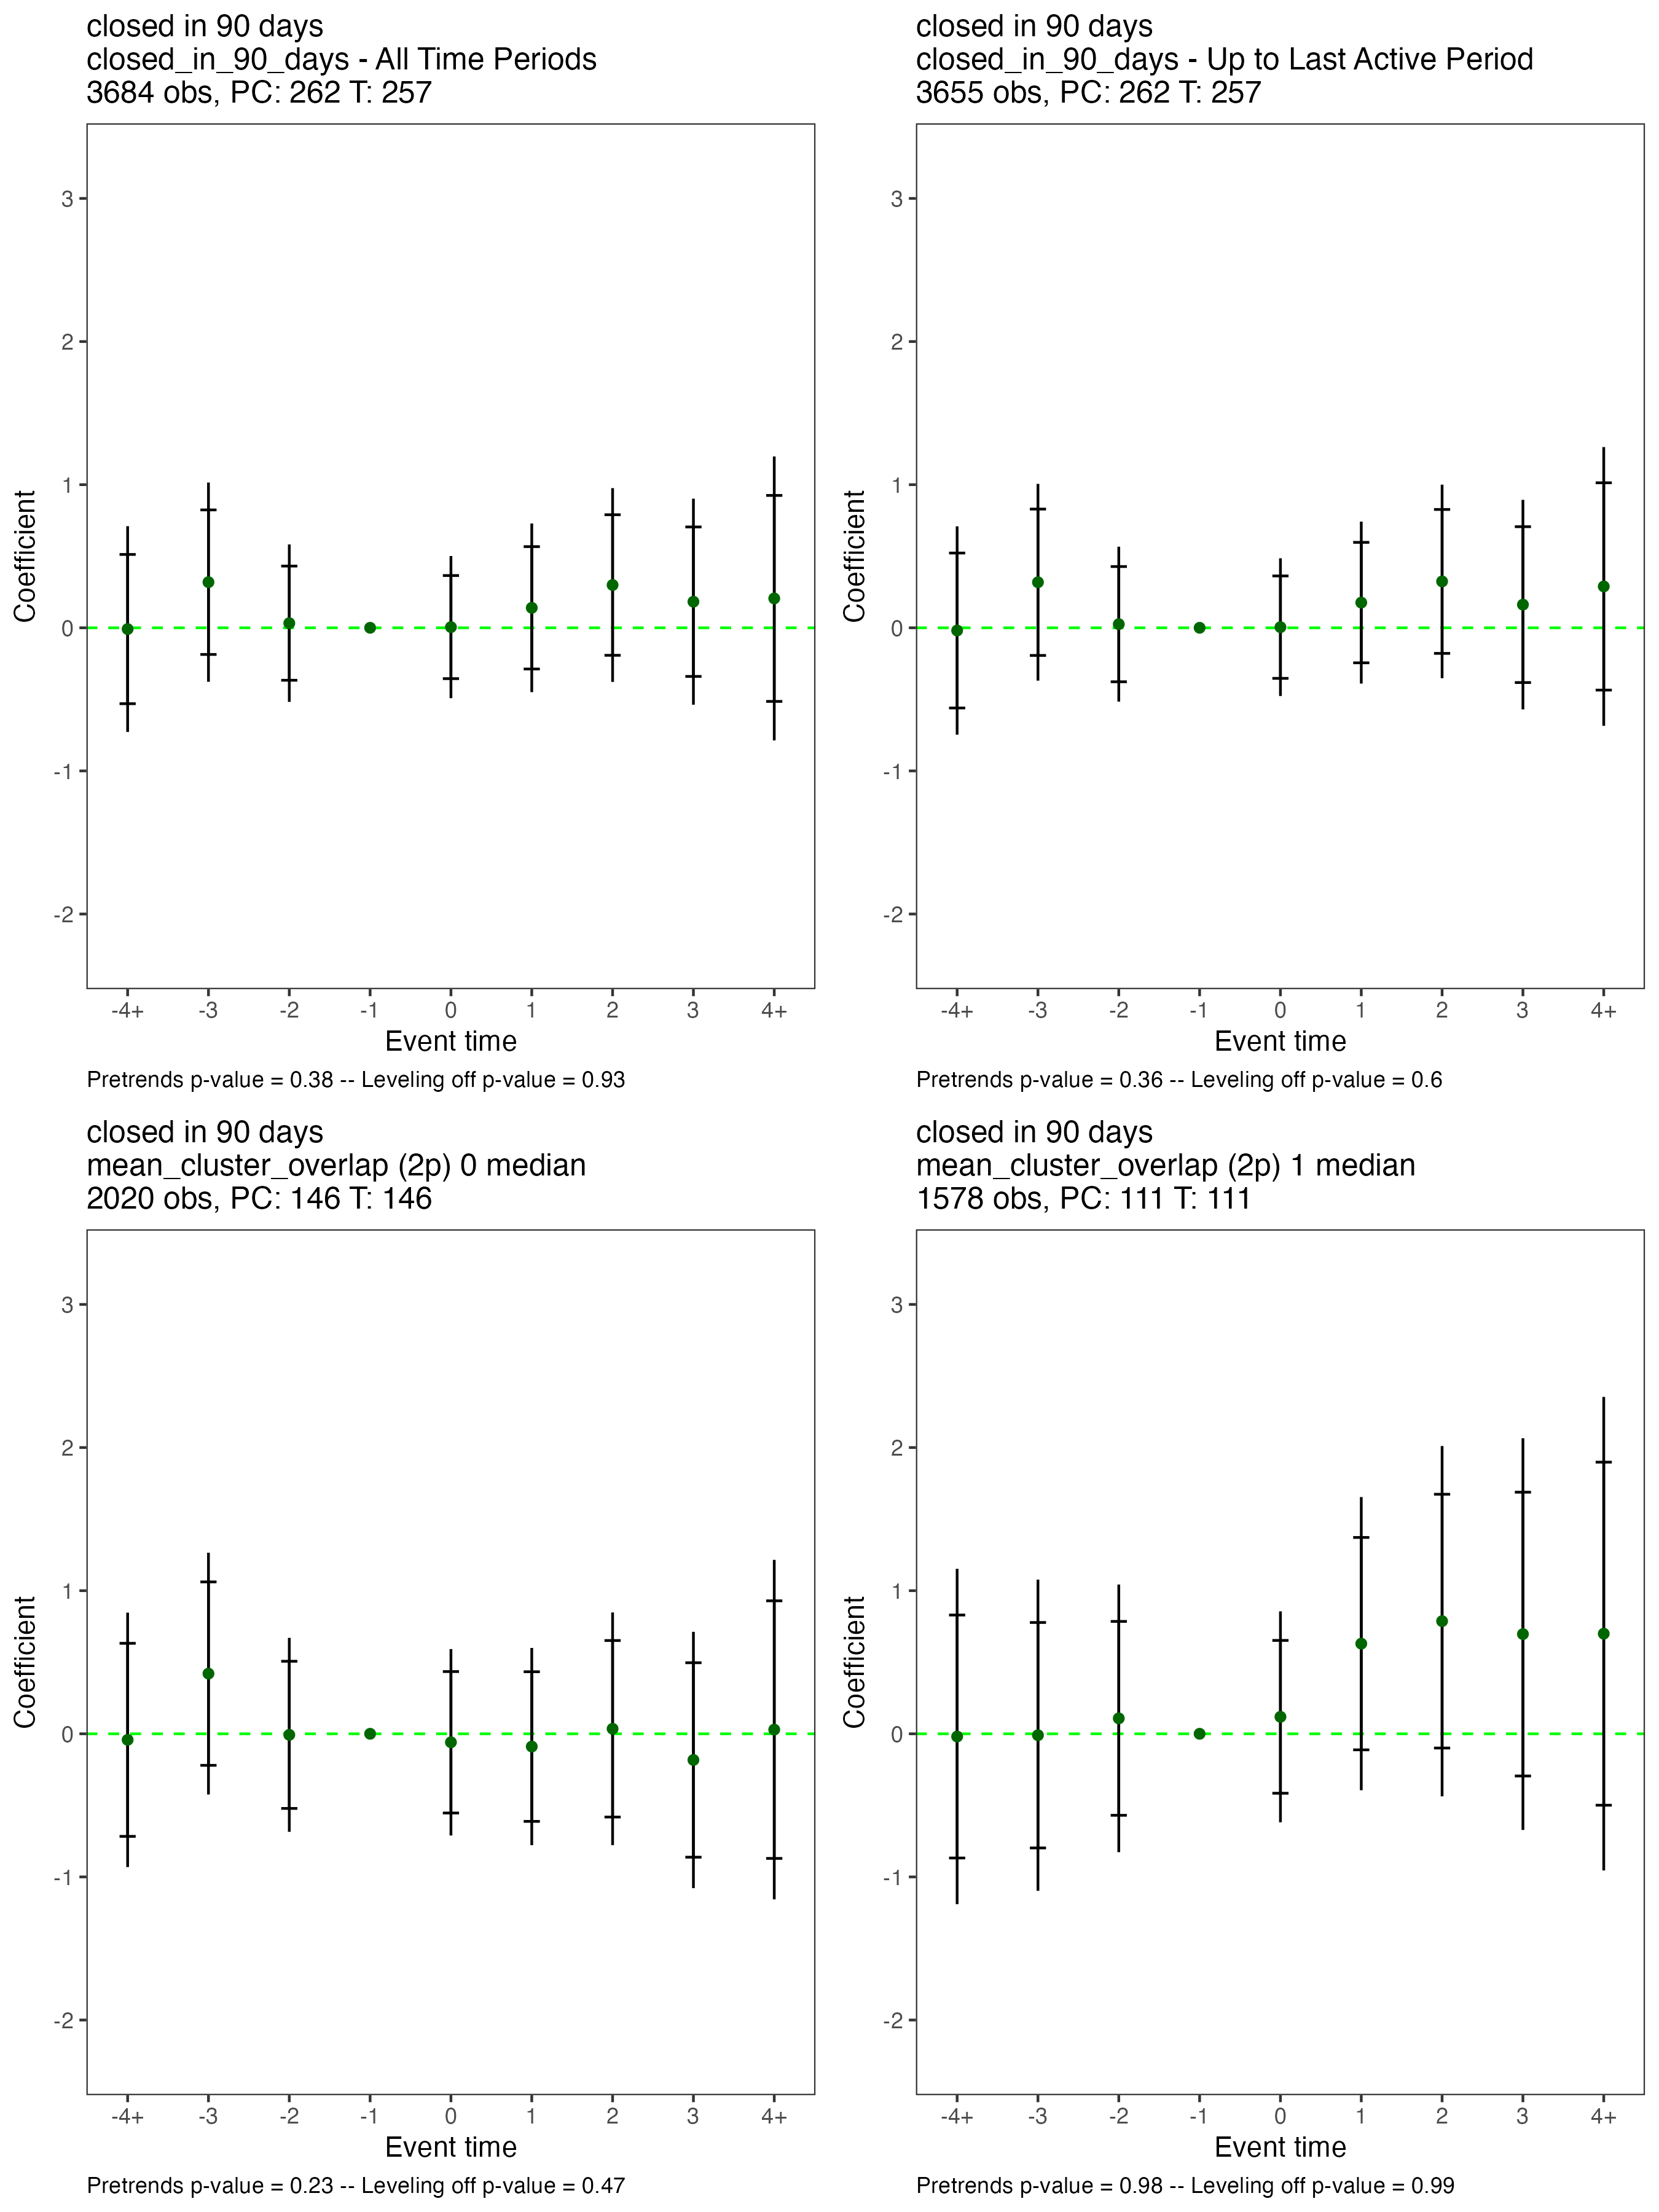 closed in 90 days
closed_in_90_days - All Time Periods
3684 obs, PC: 262 T: 257
3
2
1
0
-1
-2
Coefficient
-4+ -3 -2 -1 0 1 2 3 4+
Event time
Pretrends p-value = 0.38 -- Leveling off p-value = 0.93
closed in 90 days
closed_in_90_days - Up to Last Active Period
3655 obs, PC: 262 T: 257
3
2
1
0
-1
-2
Coefficient
-4+ -3 -2 -1 0 1 2 3 4+
Event time
Pretrends p-value = 0.36 -- Leveling off p-value = 0.6
closed in 90 days
mean_cluster_overlap (2p) 0 median
2020 obs, PC: 146 T: 146
3
2
1
0
-1
-2
Coefficient
-4+ -3 -2 -1 0 1 2 3 4+
Event time
Pretrends p-value = 0.23 -- Leveling off p-value = 0.47
closed in 90 days
mean_cluster_overlap (2p) 1 median
1578 obs, PC: 111 T: 111
3
2
1
0
-1
-2
Coefficient
-4+ -3 -2 -1 0 1 2 3 4+
Event time
Pretrends p-value = 0.98 -- Leveling off p-value = 0.99